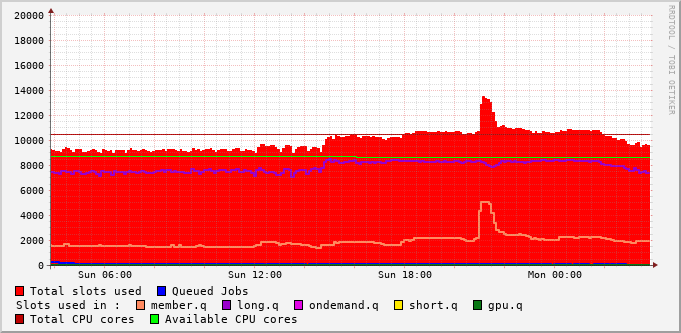 20000
18000
16000
14000
12000
10000
8000
6000
4000
2000
0
Sun 06:00 Sun 12:00 Sun 18:00 Mon 00:00
RRDTOOL / TOBI OETIKER
Total slots used Queued Jobs
Slots used in : member.q long.q ondemand.q short.q gpu.q
Total CPU cores Available CPU cores